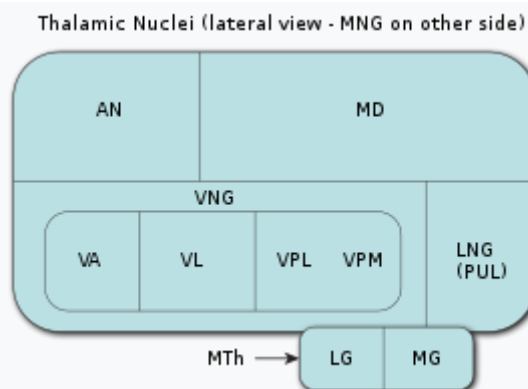 Thalamic Nuclei (lateral view - MNG on other side)
AN
MD
VNG
VA
VL
VPL
VPM
LNG
(PUL)
MTh
LG
MG